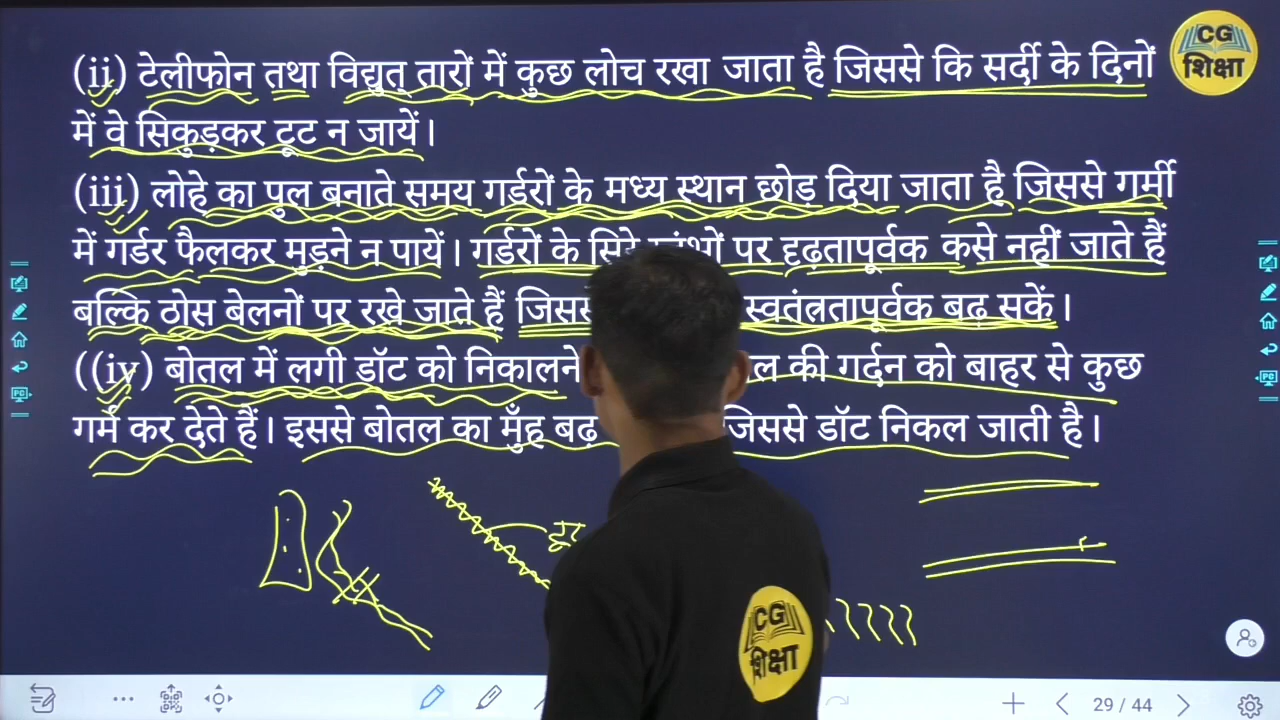 (ii) टेलीफोन तथा विद्युत् तारों में कुछ लोच रखा जाता है जिससे कि सर्दी के दिनों
में वे सिकुड़कर टूट न जायें।
(iii) लोहे का पुल बनाते समय गर्डरों के मध्य स्थान छोड़ दिया जाता है जिससे गर्मी
में गर्डर फैलकर मुड़ने न पायें। गर्डरों के सिरे पर दृढ़तापूर्वक कसे नहीं जाते हैं
बल्कि ठोस बेलनों पर रखे जाते हैं स्वतंत्रतापूर्वक बढ़ सकें।
((iv) बोतल में लगी डॉट को निकालने की गर्दन को बाहर से कुछ
गर्म कर देते हैं। इससे बोतल का मुँह बढ़ जिससे डॉट निकल जाती है।
CG
शिक्षा
CG
शिक्षा
29 / 44